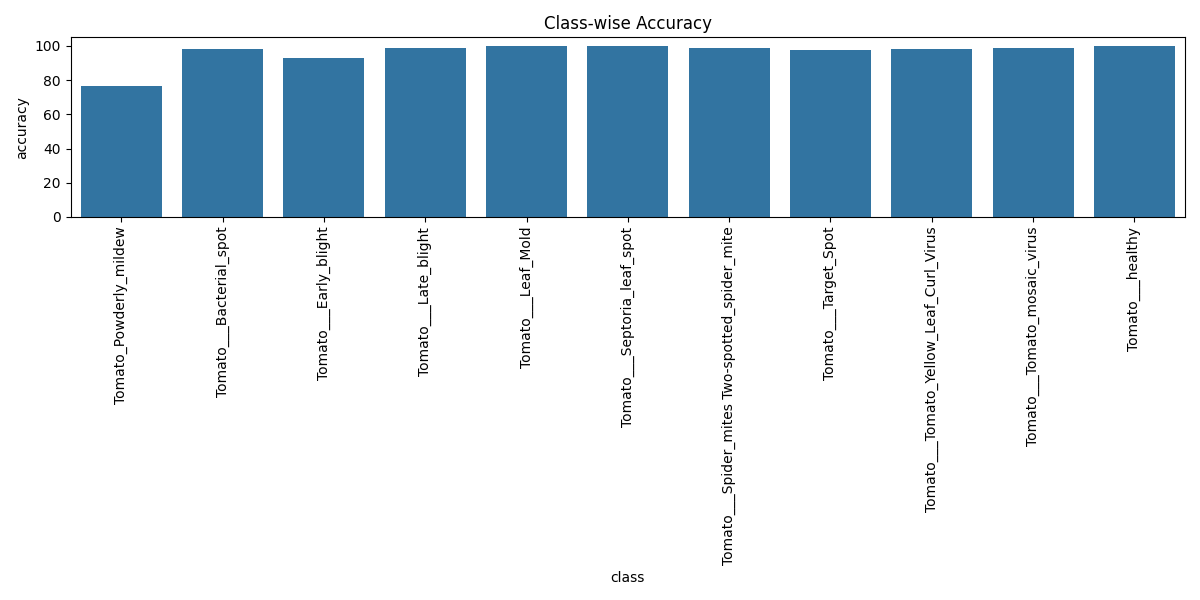 Class-wise Accuracy
accuracy
100
80
60
40
20
0
Tomato_Powderly_mildew
Tomato___Bacterial_spot
Tomato___Early_blight
Tomato___Late_blight
Tomato___Leaf_Mold
Tomato___Septoria_leaf_spot
Tomato___Spider_mites Two-spotted_spider_mite
Tomato___Target_Spot
Tomato___Tomato_Yellow_Leaf_Curl_Virus
Tomato___Tomato_mosaic_virus
Tomato___healthy
class